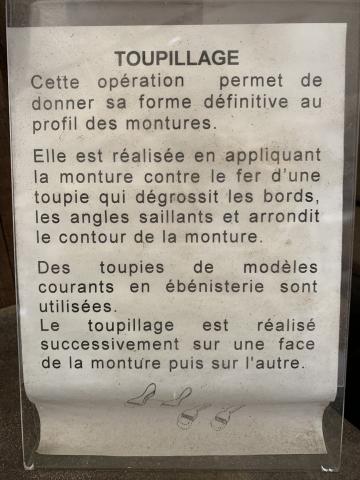 TOUPILLAGE
Cette opération permet de
donner sa forme définitive au
profil des montures.
Elle est réalisée en appliquant
la monture contre le fer d'une
toupie qui dégrossit les bords,
les angles saillants et arrondit
le contour de la monture.
Des toupies de modèles
courants en ébénisterie sont
utilisées.
Le toupillage est réalisé
successivement sur une face
de la monture puis sur l'autre.